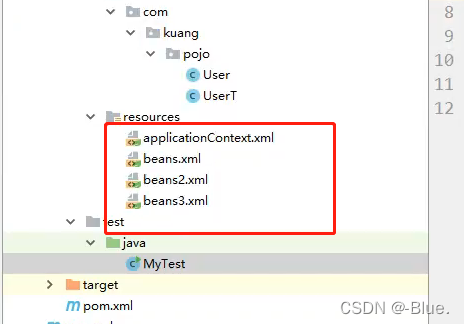 com
kuang
pojo
User
UserT
resources
applicationContext.xml
beans.xml
beans2.xml
beans3.xml
test
java
MyTest
target
pom.xml
8
9
10
11
12
CSDN @-Blue.